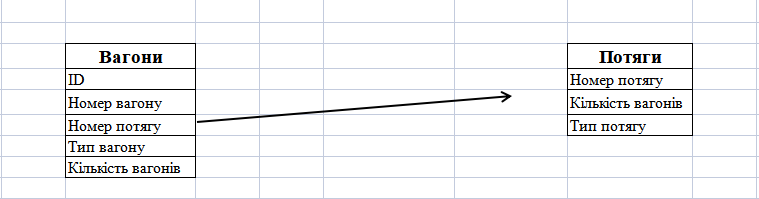 Вагони
ID
Номер вагону
Номер потягу
Тип вагону
Кількість вагонів
Потяги
Номер потягу
Кількість вагонів
Тип потягу